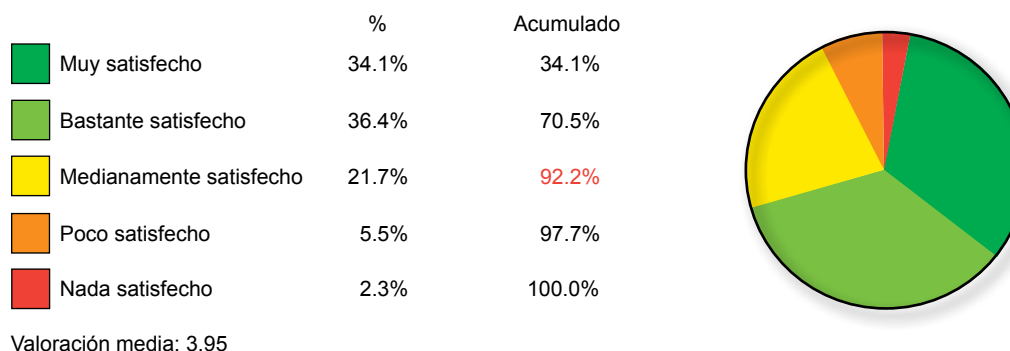 % Acumulado
Muy satisfecho 34.1% 34.1%
Bastante satisfecho 36.4% 70.5%
Medianamente satisfecho 21.7% 92.2%
Poco satisfecho 5.5% 97.7%
Nada satisfecho 2.3% 100.0%
Valoración media: 3.95